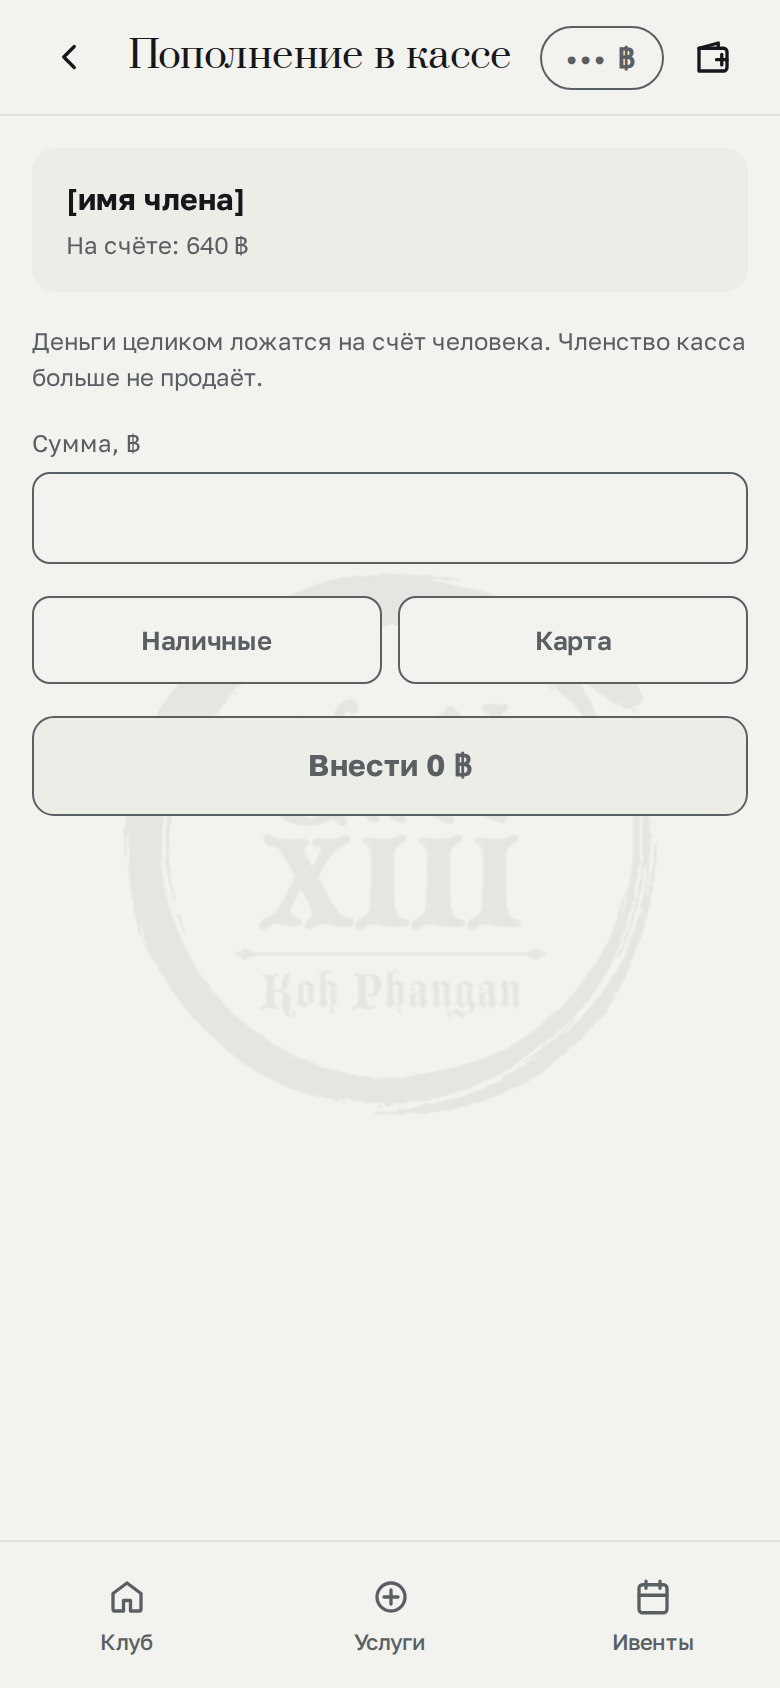 Пополнение в кассе
••• ฿
[имя члена]
На счёте: 640 ฿
Деньги целиком ложатся на счёт человека. Членство касса
больше не продаёт.
Сумма, ฿
Наличные
Карта
Внести 0 ฿
XIII
Koh Phangan
Клуб
Услуги
Ивенты